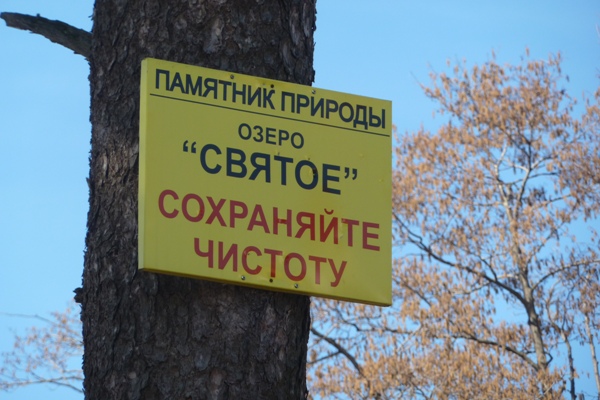 ПАМЯТНИК ПРИРОДЫ
ОЗЕРО
“СВЯТОЕ”
СОХРАНЯЙТЕ
ЧИСТОТУ